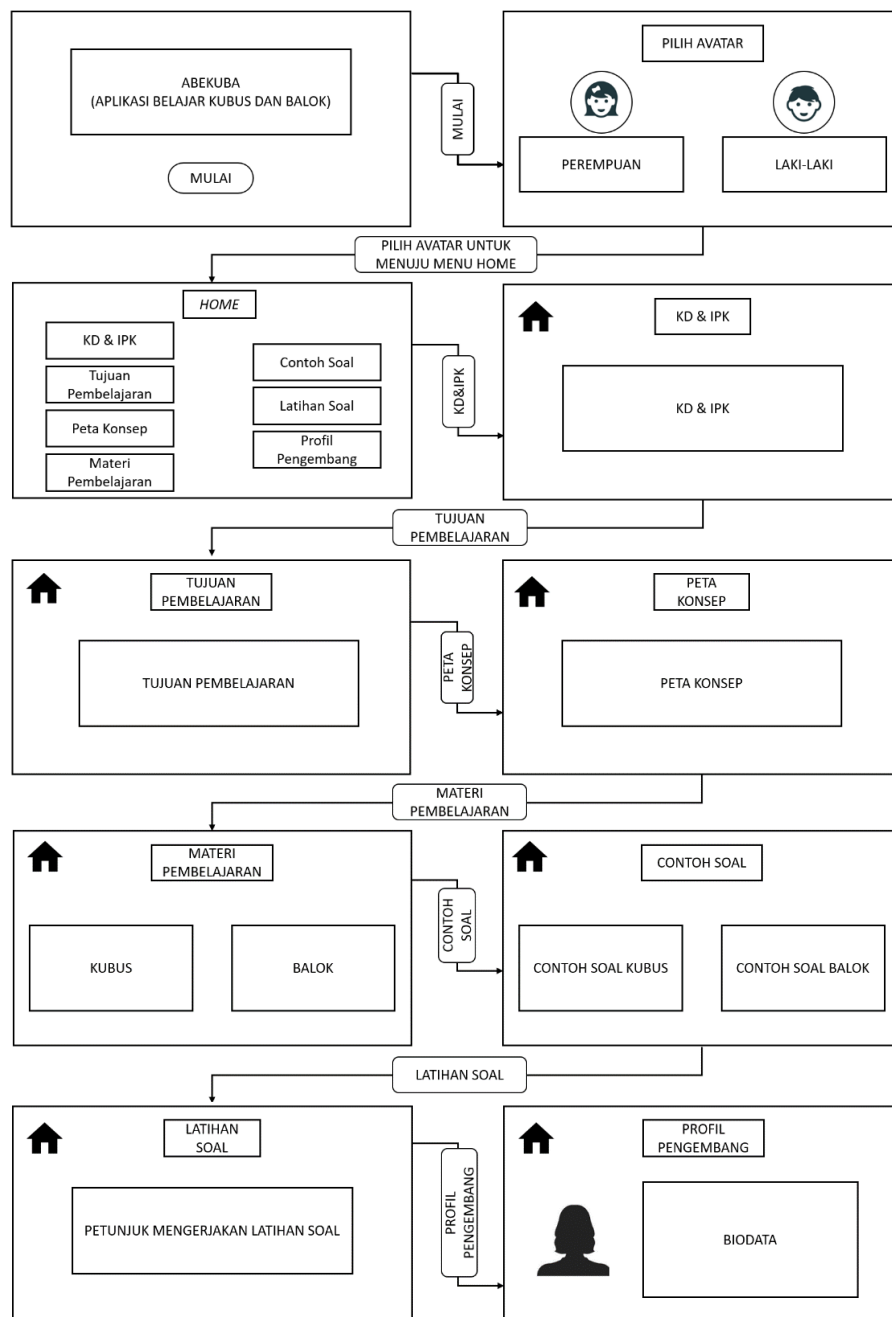 ABEKUBA
(APLIKASI BELAJAR KUBUS DAN BALOK)
MULAI
MULAI
PILIH AVATAR
PEREMPUAN
LAKI-LAKI
PILIH AVATAR UNTUK
MENUJU MENU HOME
HOME
KD & IPK
Tujuan
Pembelajaran
Peta Konsep
Materi
Pembelajaran
Contoh Soal
Latihan Soal
Profil
Pengembang
KD&IPK
KD & IPK
KD & IPK
TUJUAN
PEMBELAJARAN
TUJUAN
PEMBELAJARAN
TUJUAN PEMBELAJARAN
PETA
KONSEP
PETA
KONSEP
PETA KONSEP
MATERI
PEMBELAJARAN
MATERI
PEMBELAJARAN
KUBUS
BALOK
CONTOH
SOAL
CONTOH SOAL
CONTOH SOAL KUBUS
CONTOH SOAL BALOK
LATIHAN SOAL
LATIHAN
SOAL
PETUNJUK MENGERJAKAN LATIHAN SOAL
PROFIL
PENGEMBANG
PROFIL
PENGEMBANG
BIODATA